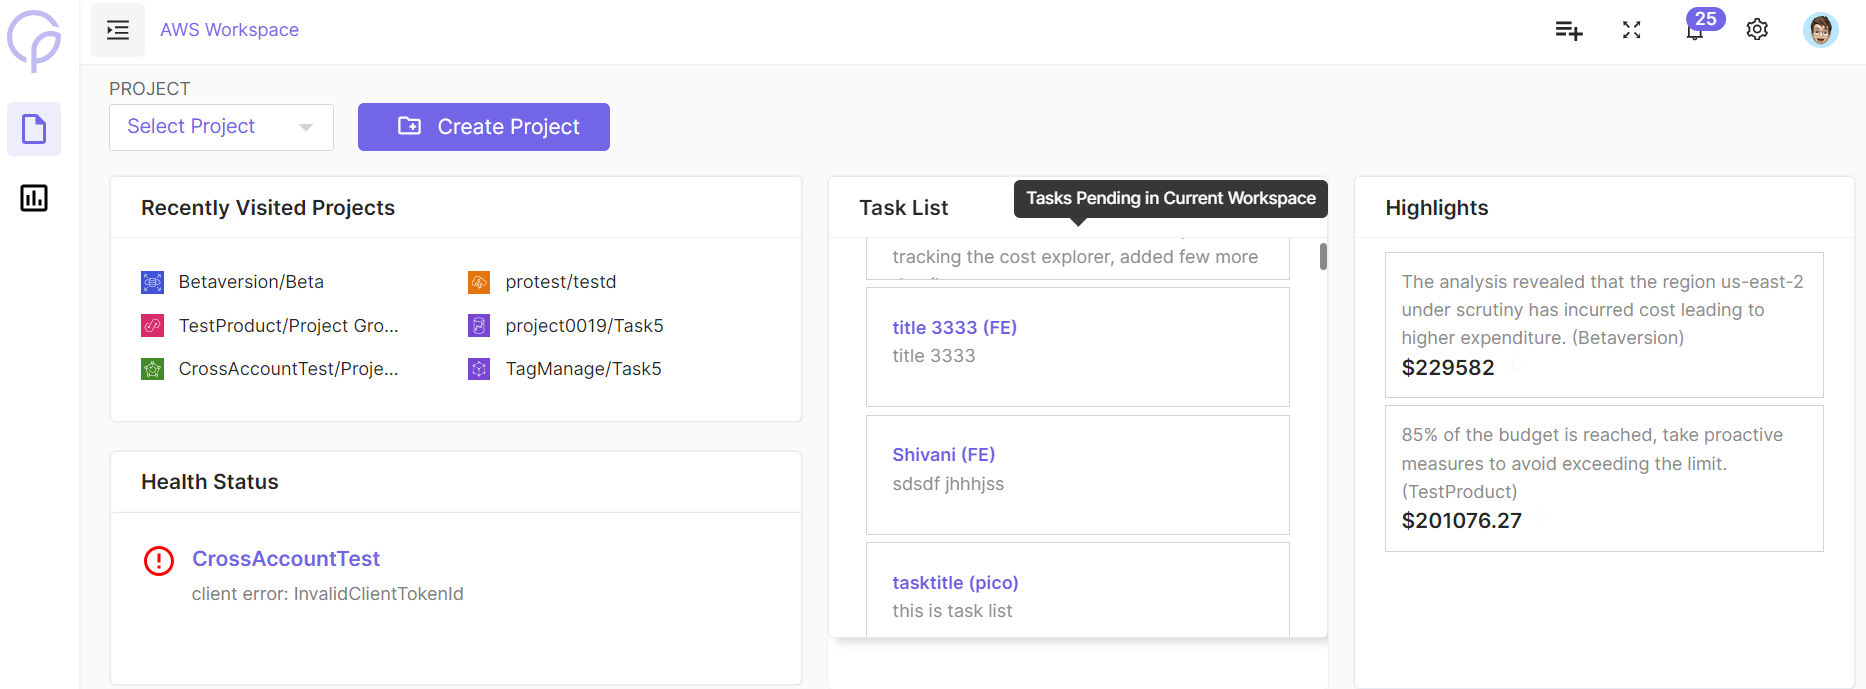 AWS Workspace
25
PROJECT
Select Project
Create Project
Recently Visited Projects
Betaversion/Beta
protest/testd
TestProduct/Project Gro...
project0019/Task5
CrossAccountTest/Proje...
TagManage/Task5
Health Status
CrossAccountTest
client error: InvalidClientTokenId
Task List
Tasks Pending in Current Workspace
tracking the cost explorer, added few more
title 3333 (FE)
title 3333
Shivani (FE)
sdsdf jhhhjss
tasktitle (pico)
this is task list
Highlights
The analysis revealed that the region us-east-2
under scrutiny has incurred cost leading to
higher expenditure. (Betaversion)
$229582
85% of the budget is reached, take proactive
measures to avoid exceeding the limit.
(TestProduct)
$201076.27